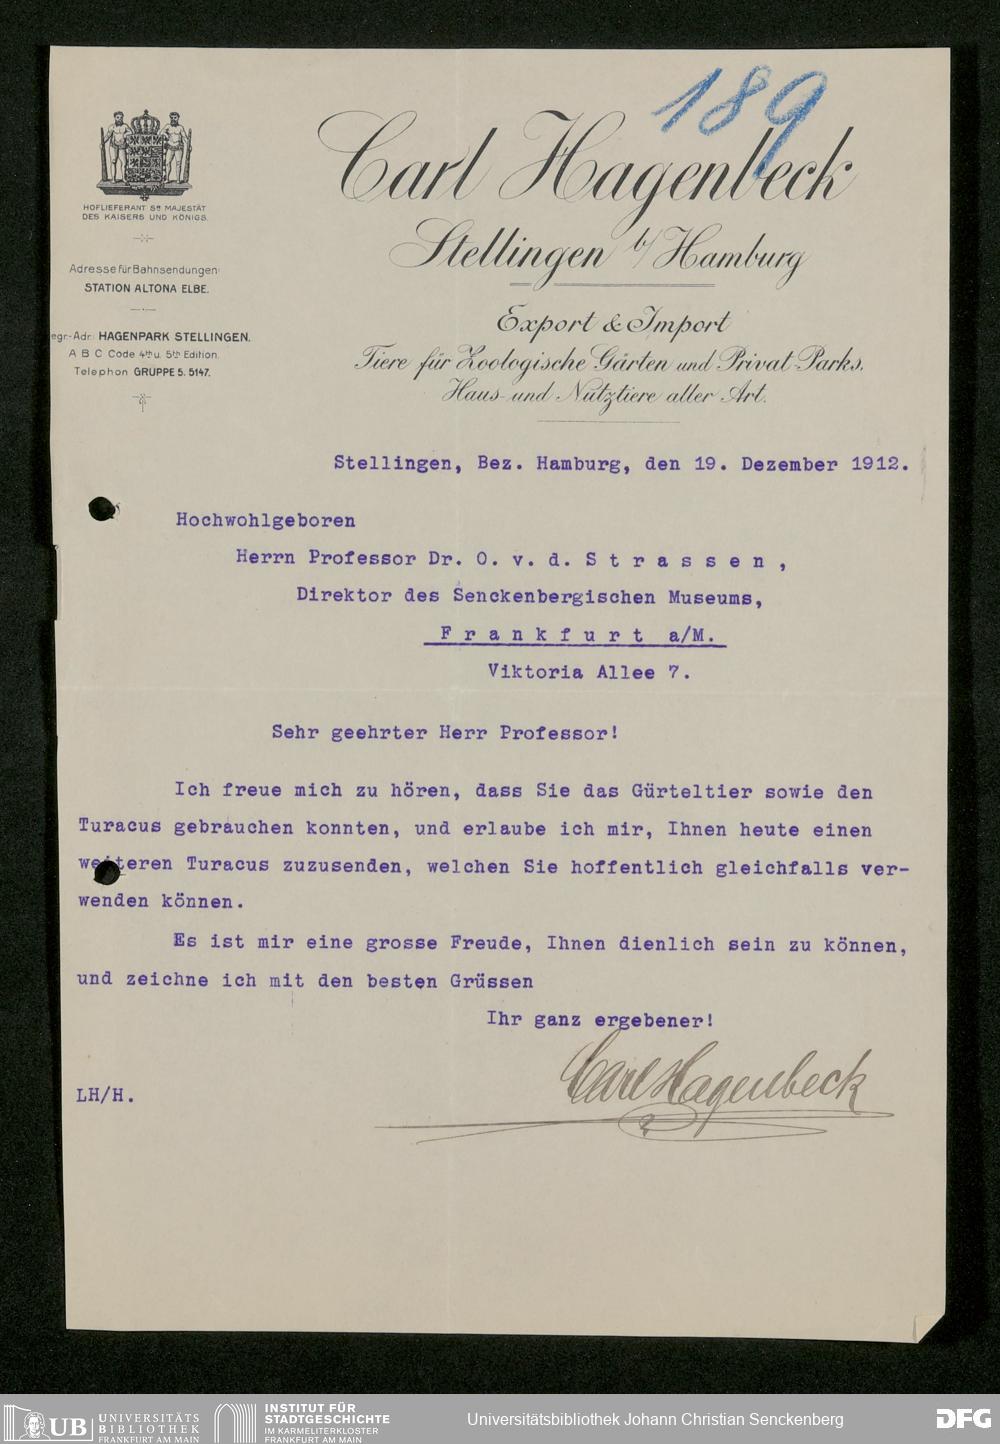 189
Carl Hagenbeck
Stellingen b/Hamburg
Export & Import
Tiere für Zoologische Gärten und Privat-Parks.
Haus- und Nutztiere aller Art.
HOFLIEFERANT Sr MAJESTÄT
DES KAISERS UND KÖNIGS.
Adresse für Bahnsendungen:
STATION ALTONA ELBE.
egr.-Adr.: HAGENPARK STELLINGEN.
A B C Code 4th u. 5th Edition.
Telephon GRUPPE 5. 5147.
Stellingen, Bez. Hamburg, den 19. Dezember 1912.
Hochwohlgeboren
Herrn Professor Dr. O. v. d. S t r a s s e n ,
Direktor des Senckenbergischen Museums,
F r a n k f u r t a/M.
Viktoria Allee 7.
Sehr geehrter Herr Professor!
Ich freue mich zu hören, dass Sie das Gürteltier sowie den
Turacus gebrauchen konnten, und erlaube ich mir, Ihnen heute einen
weiteren Turacus zuzusenden, welchen Sie hoffentlich gleichfalls ver-
wenden können.
Es ist mir eine grosse Freude, Ihnen dienlich sein zu können,
und zeichne ich mit den besten Grüssen
Ihr ganz ergebener!
Carl Hagenbeck
LH/H.
UB
UNIVERSITÄTS
BIBLIOTHEK
FRANKFURT AM MAIN
INSTITUT FÜR
STADTGESCHICHTE
IM KARMELITERKLOSTER
FRANKFURT AM MAIN
Universitätsbibliothek Johann Christian Senckenberg
DFG